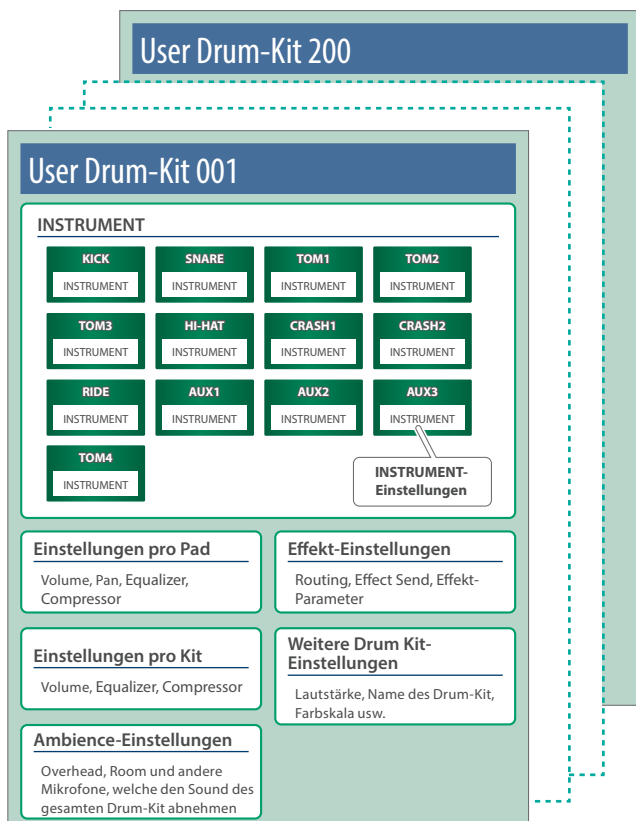 User Drum-Kit 200
User Drum-Kit 001
INSTRUMENT
KICK SNARE TOM1 TOM2
INSTRUMENT INSTRUMENT INSTRUMENT INSTRUMENT
TOM3 HI-HAT CRASH1 CRASH2
INSTRUMENT INSTRUMENT INSTRUMENT INSTRUMENT
RIDE AUX1 AUX2 AUX3
INSTRUMENT INSTRUMENT INSTRUMENT INSTRUMENT
TOM4
INSTRUMENT
INSTRUMENT-
Einstellungen
Einstellungen pro Pad
Volume, Pan, Equalizer,
Compressor
Effekt-Einstellungen
Routing, Effect Send, Effekt-
Parameter
Einstellungen pro Kit
Volume, Equalizer, Compressor
Weitere Drum Kit-
Einstellungen
Lautstärke, Name des Drum-Kit,
Farbskala usw.
Ambience-Einstellungen
Overhead, Room und andere
Mikrofone, welche den Sound des
gesamten Drum-Kit abnehmen